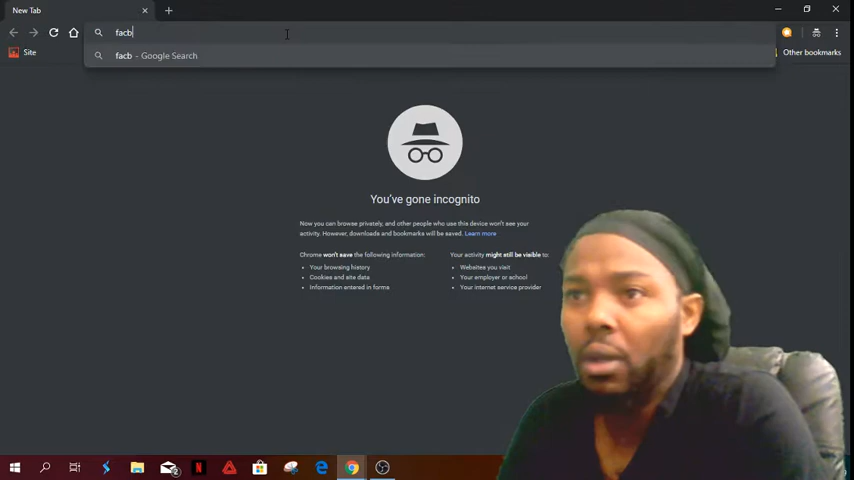 New Tab
facb
facb - Google Search
Site
Other bookmarks
You've gone incognito
Now you can browse privately, and other people who use this device won't see your
activity. However, downloads and bookmarks will be saved. Learn more
Chrome won't save the following information:
Your browsing history
Cookies and site data
Information entered in forms
Your activity might still be visible to:
Websites you visit
Your employer or school
Your internet service provider
N
2